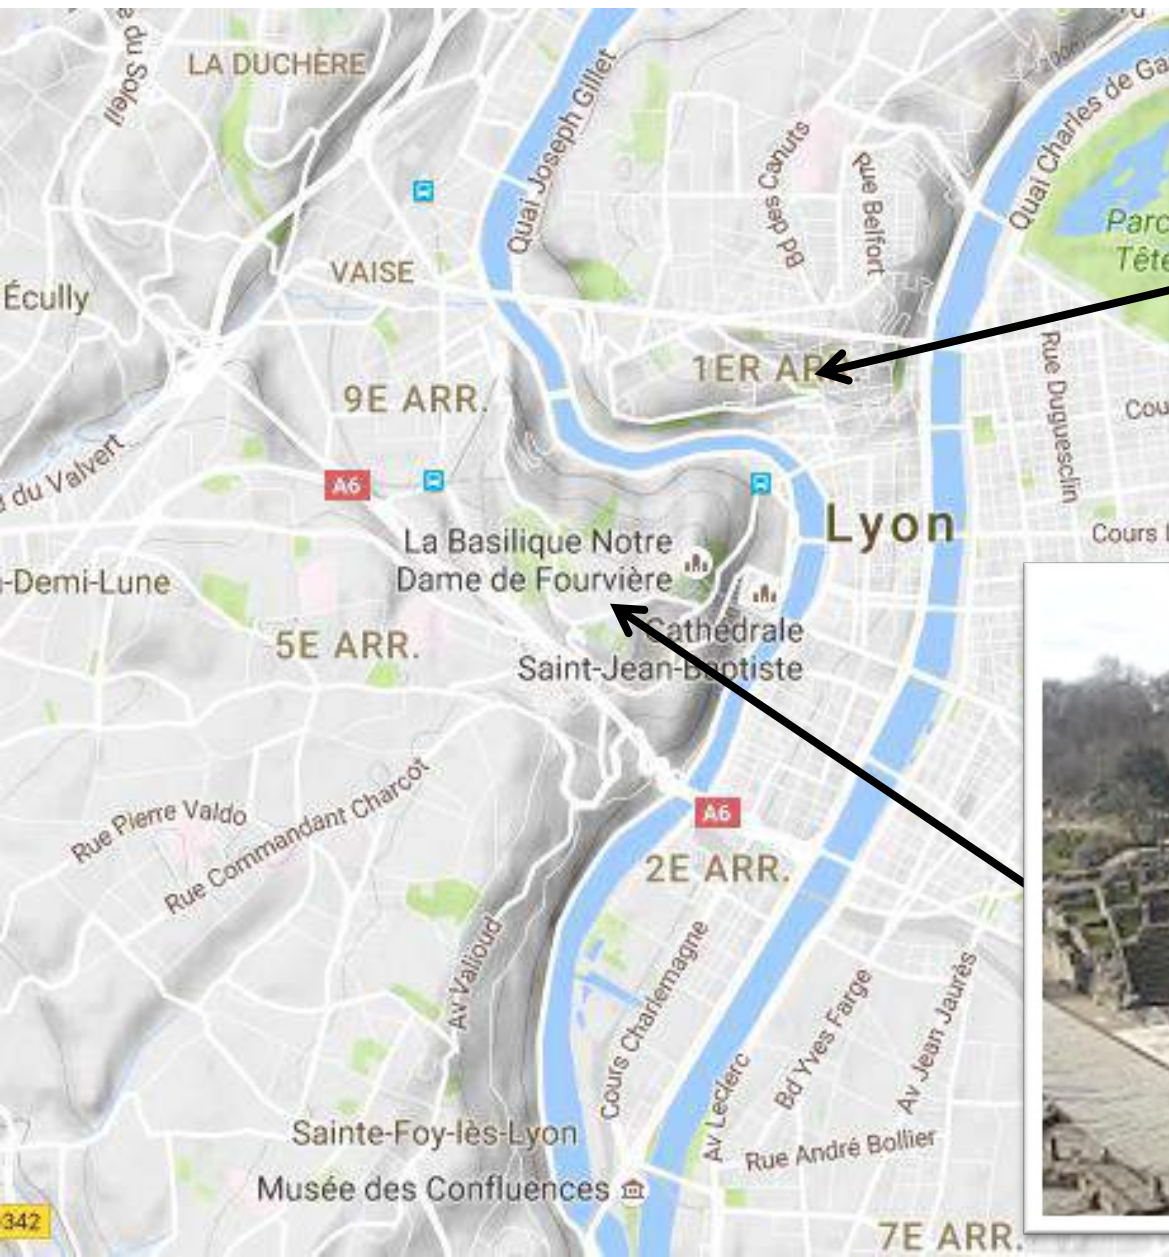 du Soleil
LA DUCHÈRE
Quai Joseph Gillet
Quai Charles de Ga
Bd des Canuts
Rue Belfort
Parc
Tête
VAISE
Écully
Rue Duguesclin
1ER ARR.
9E ARR.
Cou
du Valvert
A6
Lyon
Cours
La Basilique Notre
Dame de Fourvière
-Demi-Lune
5E ARR.
Cathédrale
Saint-Jean-Baptiste
Rue Pierre Valdo
Rue Commandant Charcot
A6
2E ARR.
Av Valioud
Cours Charlemagne
Bd Yves Farge
Av Jean Jaurès
Av Leclerc
Rue André Bollier
Sainte-Foy-lès-Lyon
Musée des Confluences
342
7E ARR.